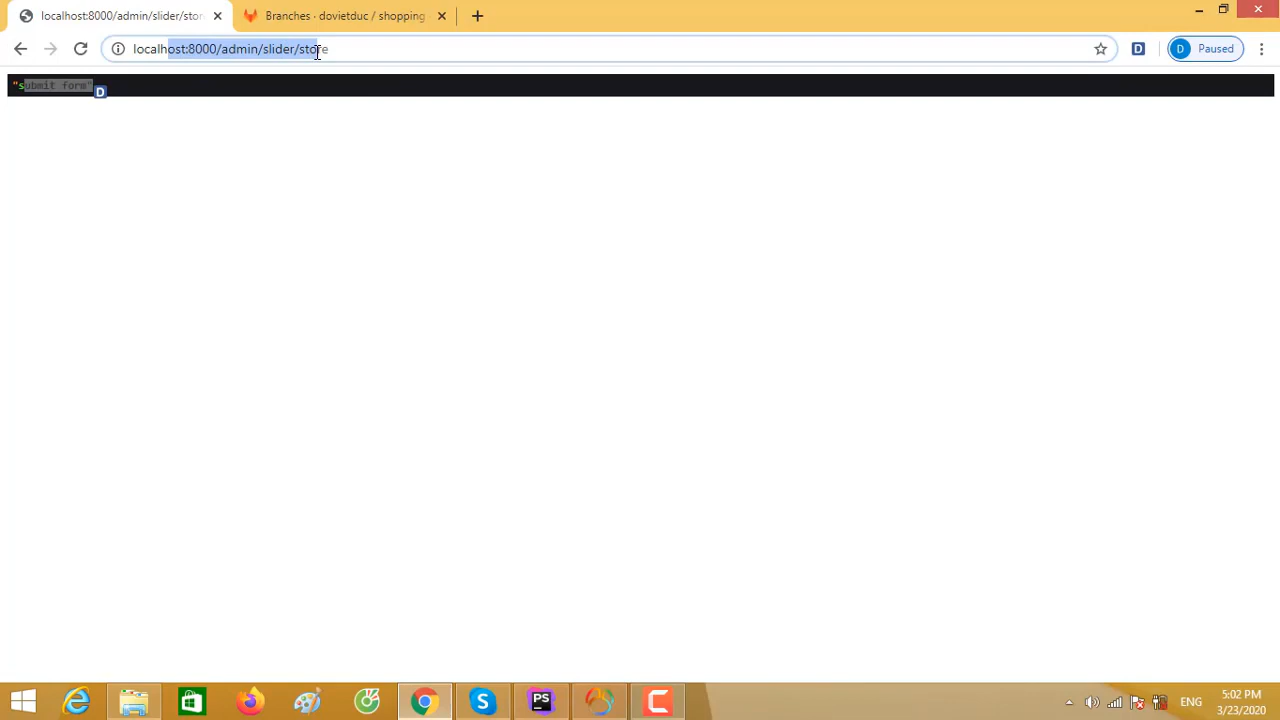 localhost:8000/admin/slider/stor
Branches · dovietduc / shopping
localhost:8000/admin/slider/store
D
D
Paused
"submit form"
D
PS
ENG
5:02 PM
3/23/2020